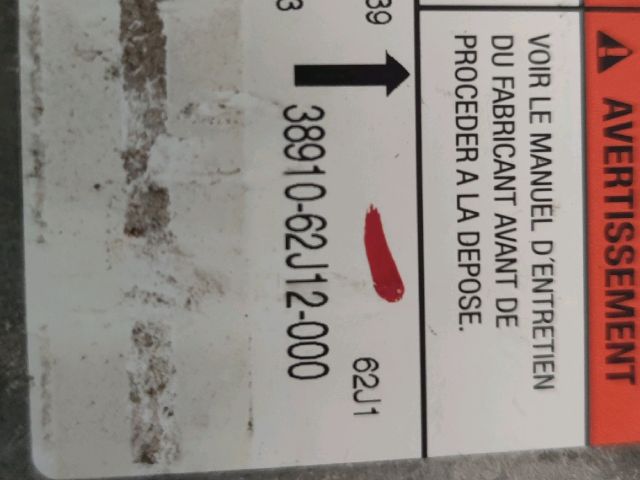 ⚠ AVERTISSEMENT
VOIR LE MANUEL D'ENTRETIEN
DU FABRICANT AVANT DE
PROCEDER A LA DEPOSE.
39
62J1
3
38910-62J12-000